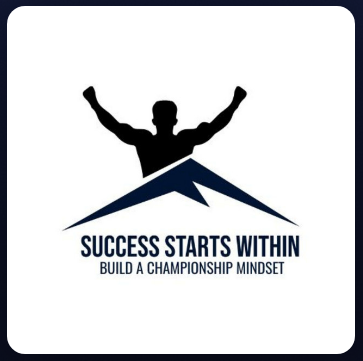 SUCCESS STARTS WITHIN
BUILD A CHAMPIONSHIP MINDSET